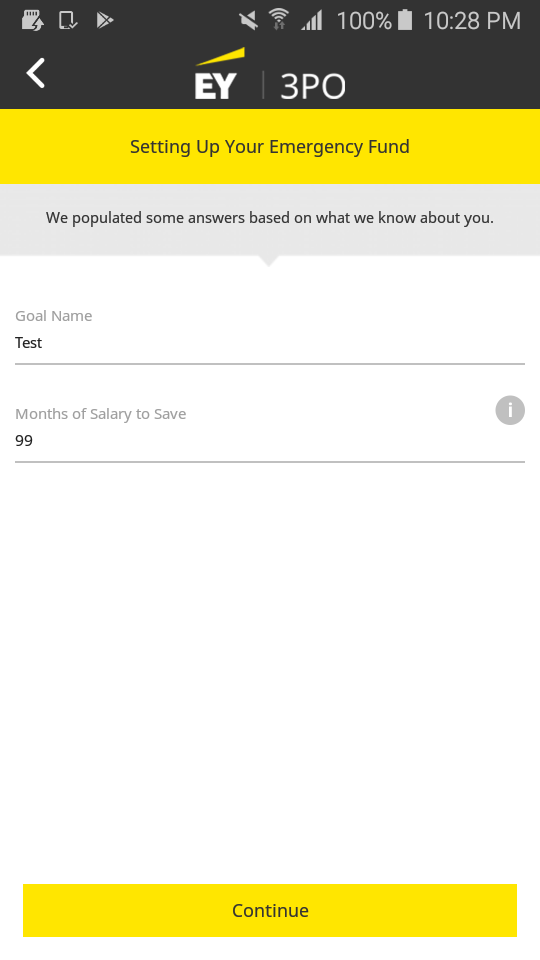 100% 10:28 PM
EY 3PO
Setting Up Your Emergency Fund
We populated some answers based on what we know about you.
Goal Name
Test
Months of Salary to Save
i
99
Continue